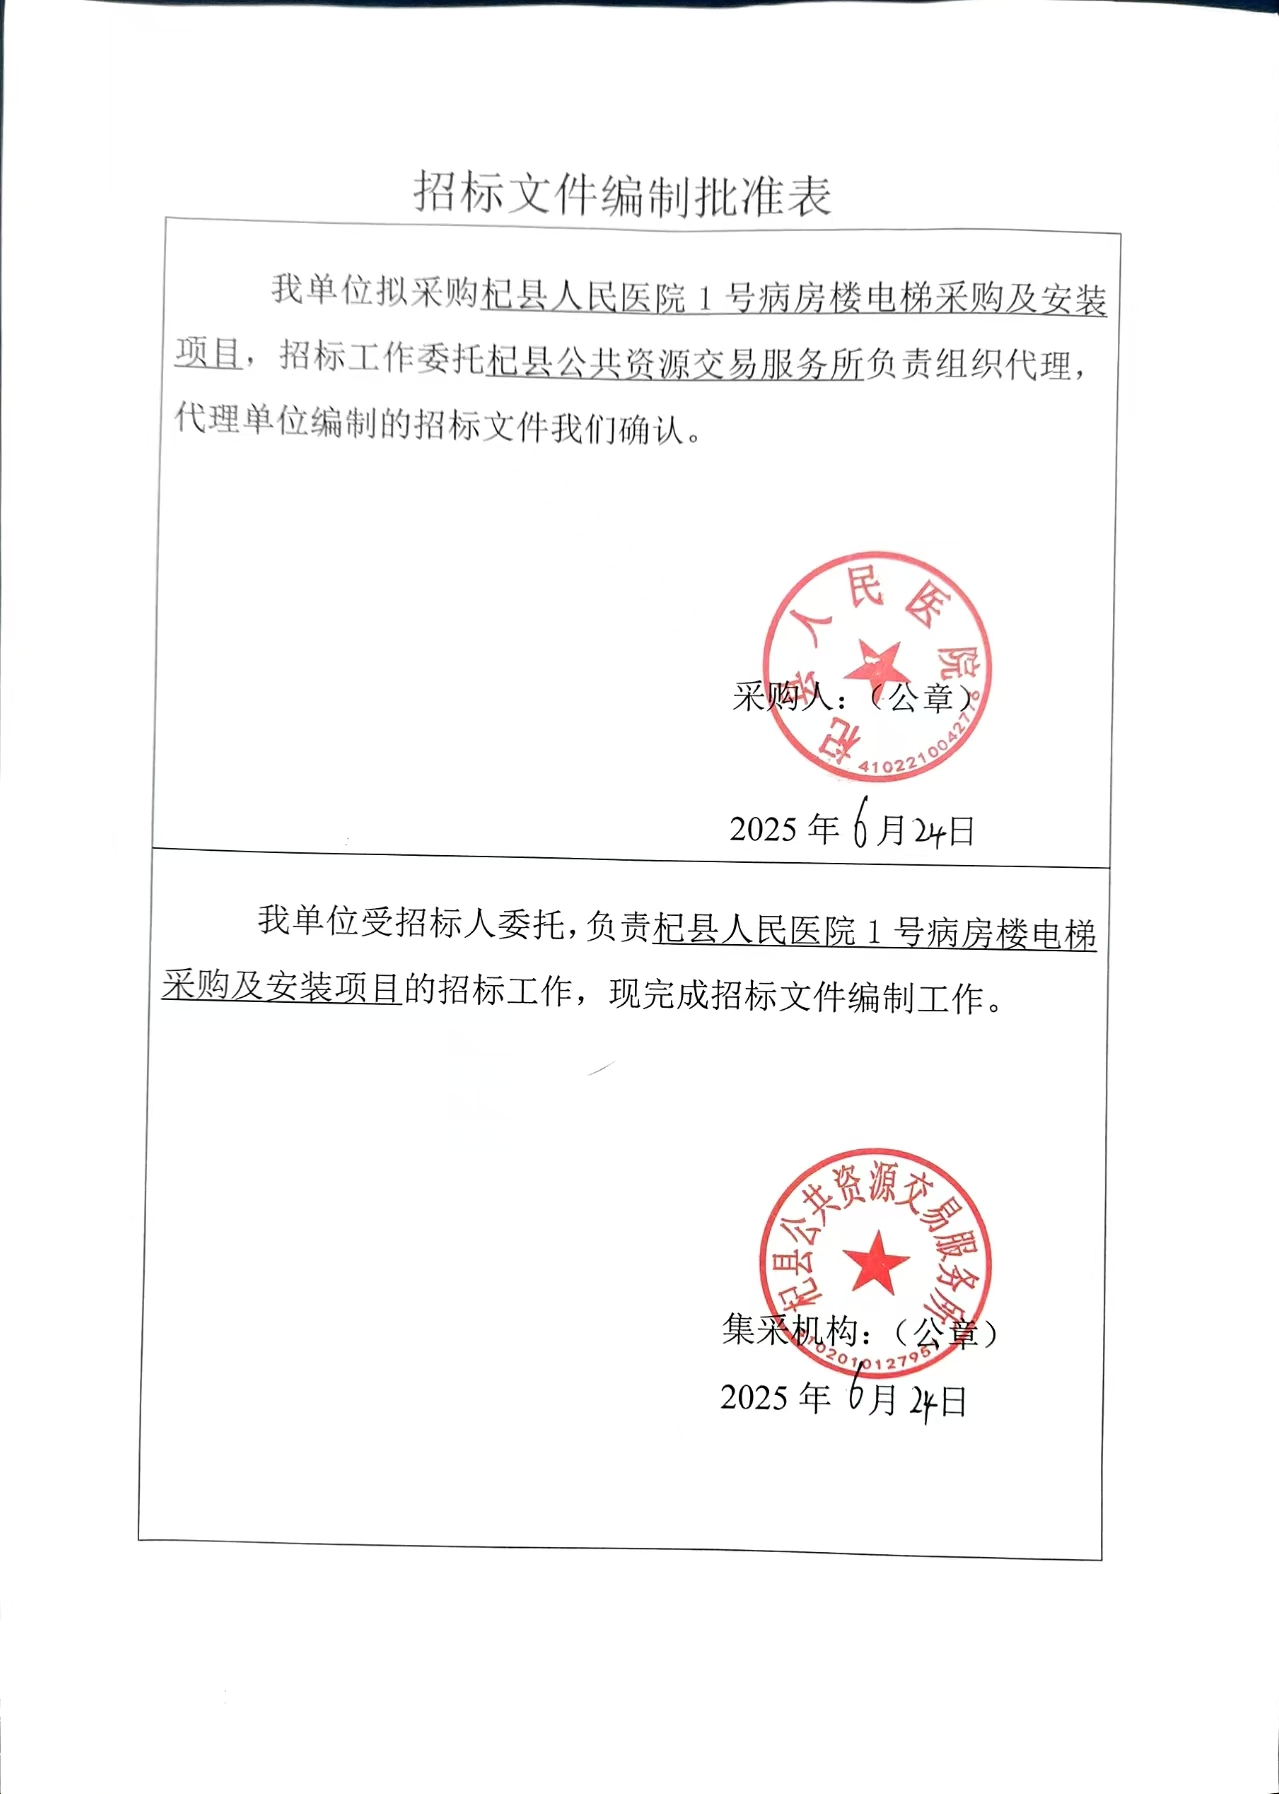 招标文件编制批准表
我单位拟采购杞县人民医院1号病房楼电梯采购及安装
项目，招标工作委托杞县公共资源交易服务所负责组织代理，
代理单位编制的招标文件我们确认。
杞县人民医院
采购人：（公章）
4102210042776
2025年6月24日
我单位受招标人委托，负责杞县人民医院1号病房楼电梯
采购及安装项目的招标工作，现完成招标文件编制工作。
杞县公共资源交易服务所
集采机构：（公章）
2025年6月24日